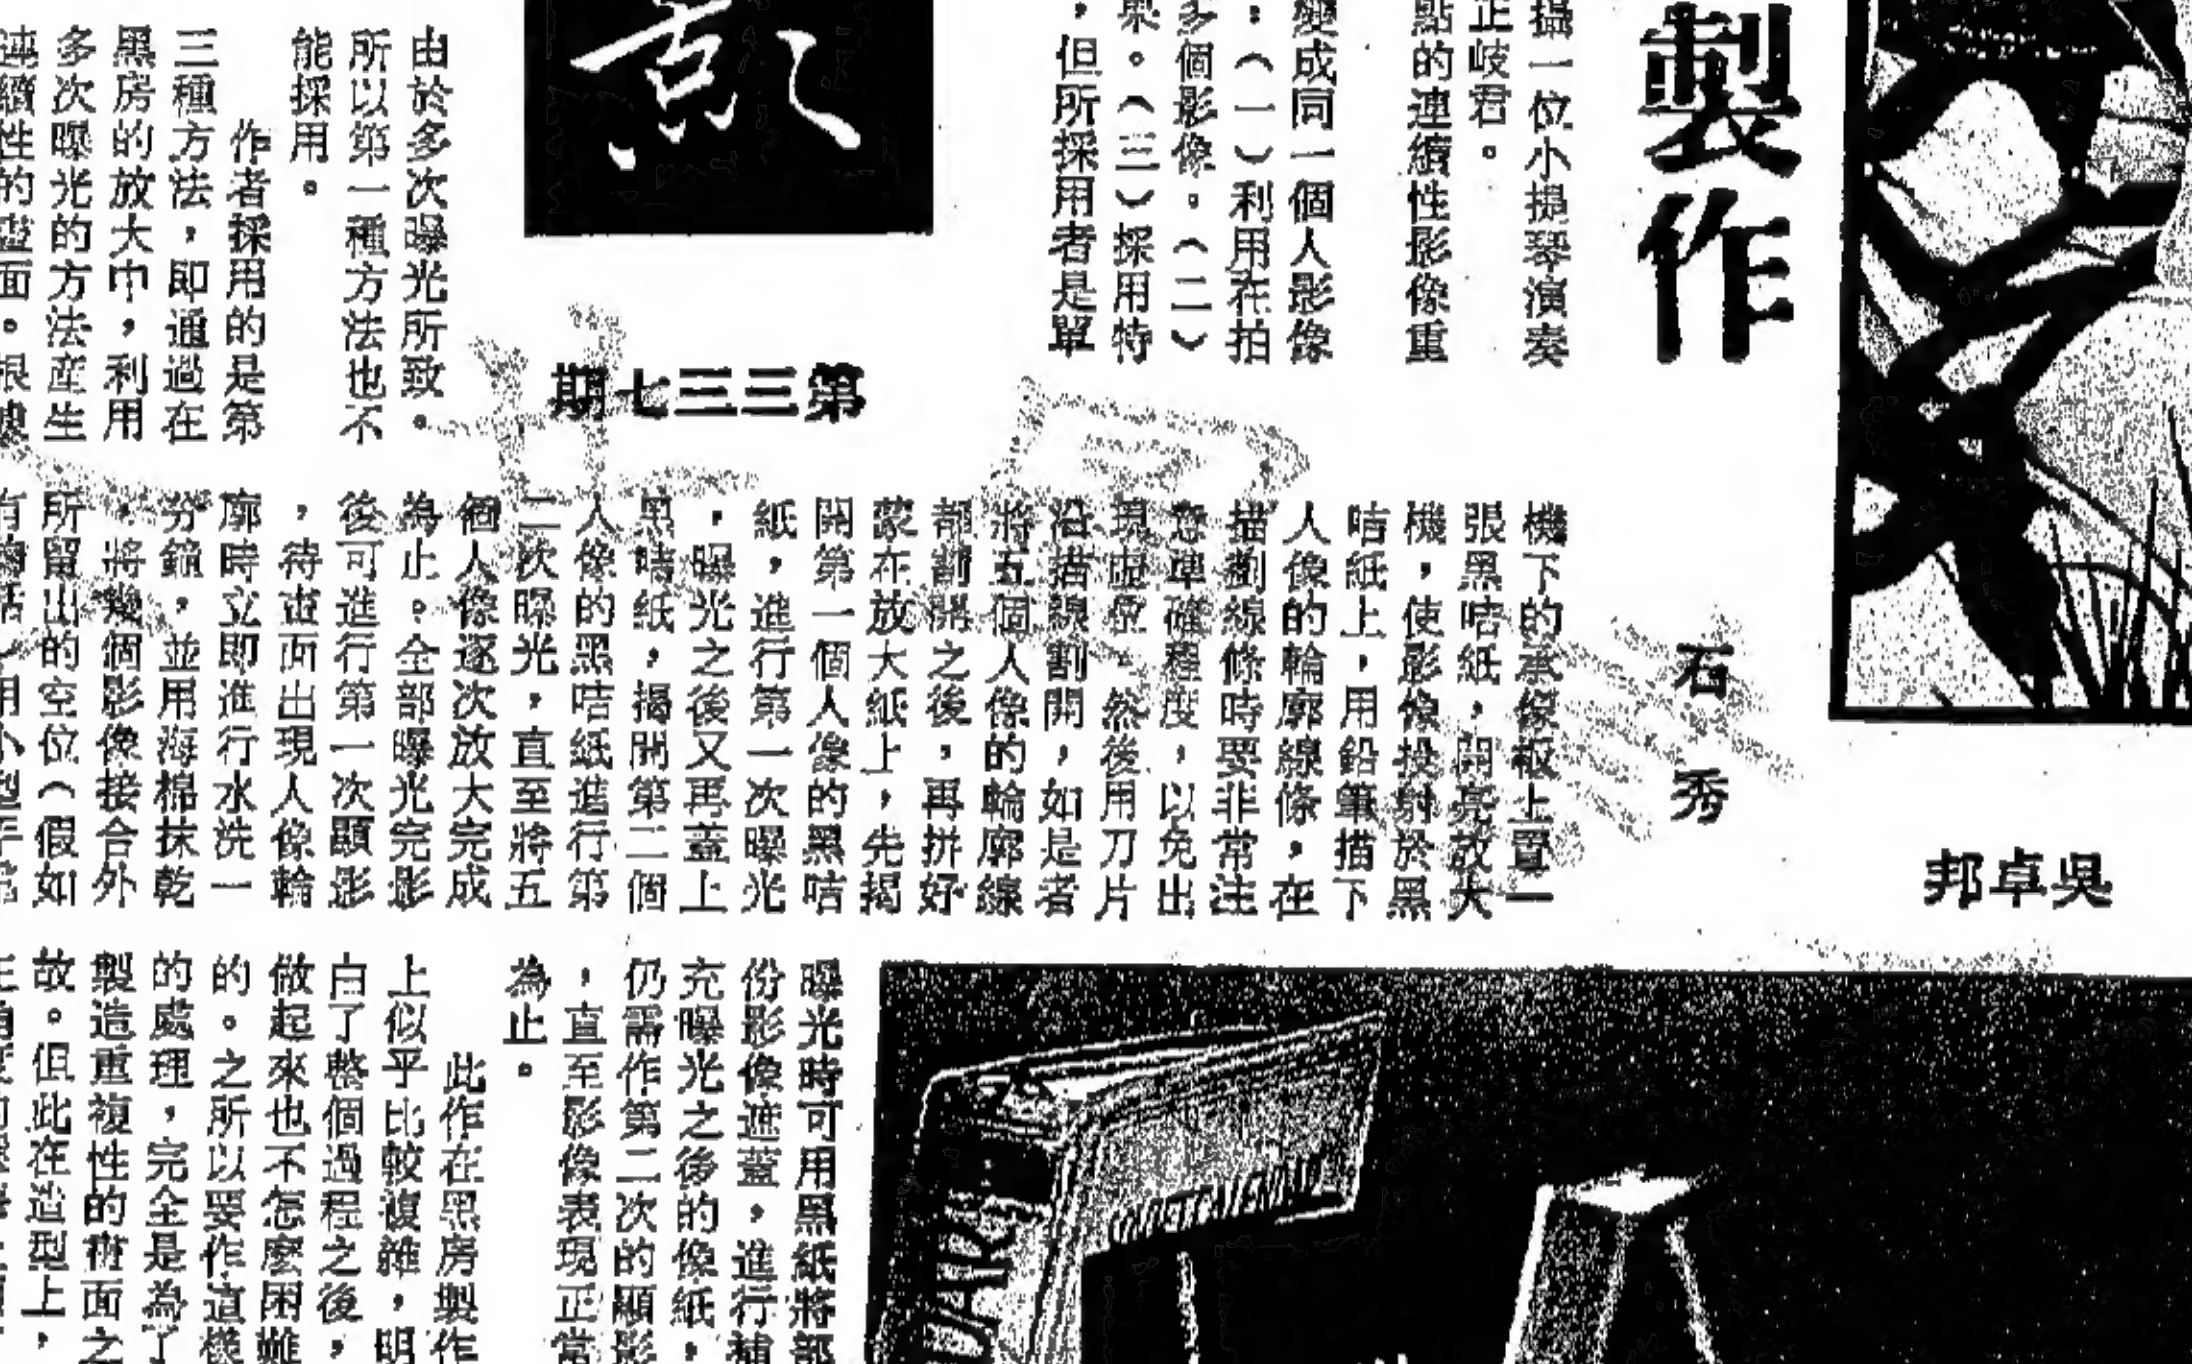 製作
石秀
吳卓邦
攝一位小提琴演奏
正岐君。
點的連續性影像重
變成同一個人影像
，（一）利用在拍
多個影像。（二）
果。（三）採用特
，但所採用者是單
第三三七期
由於多次曝光所致。
所以第一種方法也不
能採用。
作者採用的是第
三種方法，即通過在
黑房的放大中，利用
多次曝光的方法產生
連續性的畫面。根據
機下的承像板上置一
張黑咭紙，開亮放大
機，使影像投射於黑
咭紙上，用鉛筆描下
人像的輪廓線條，在
描劃線條時要非常注
意準確程度，以免出
現虛位。然後用刀片
沿描線割開，如是者
將五個人像的輪廓線
都割開之後，再拼好
蒙在放大紙上，先揭
開第一個人像的黑咭
紙，進行第一次曝光
，曝光之後又再蓋上
黑咭紙，揭開第二個
人像的黑咭紙進行第
二次曝光，直至將五
個人像逐次放大完成
為止。全部曝光完影
後可進行第一次顯影
，待畫面出現人像輪
廓時立即進行水洗一
分鐘，並用海棉抹乾
，將幾個影像接合外
所留出的空位（假如
曝光時可用黑紙將部
份影像遮蓋，進行補
充曝光之後的像紙，
仍需作第二次的顯影
，直至影像表現正常
為止。
此作在黑房製作
上似乎比較複雜，明
白了整個過程之後，
做起來也不怎麼困難
的。之所以要作這樣
的處理，完全是為了
製造重複性的畫面之
故。但此在造型上，